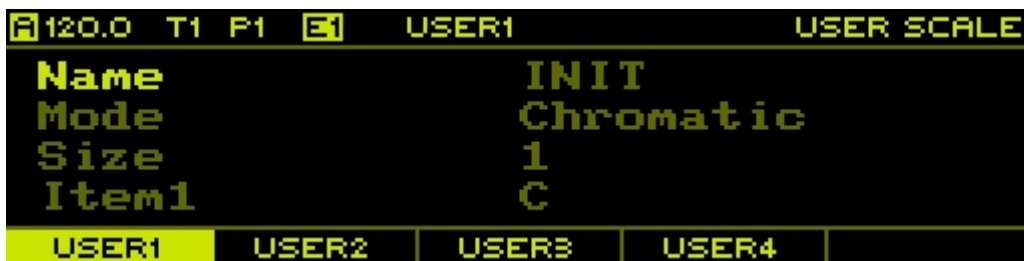 A 120.0 T1 P1 E1 USER1 USER SCALE
Name INIT
Mode Chromatic
Size 1
Item1 C
USER1 USER2 USER3 USER4